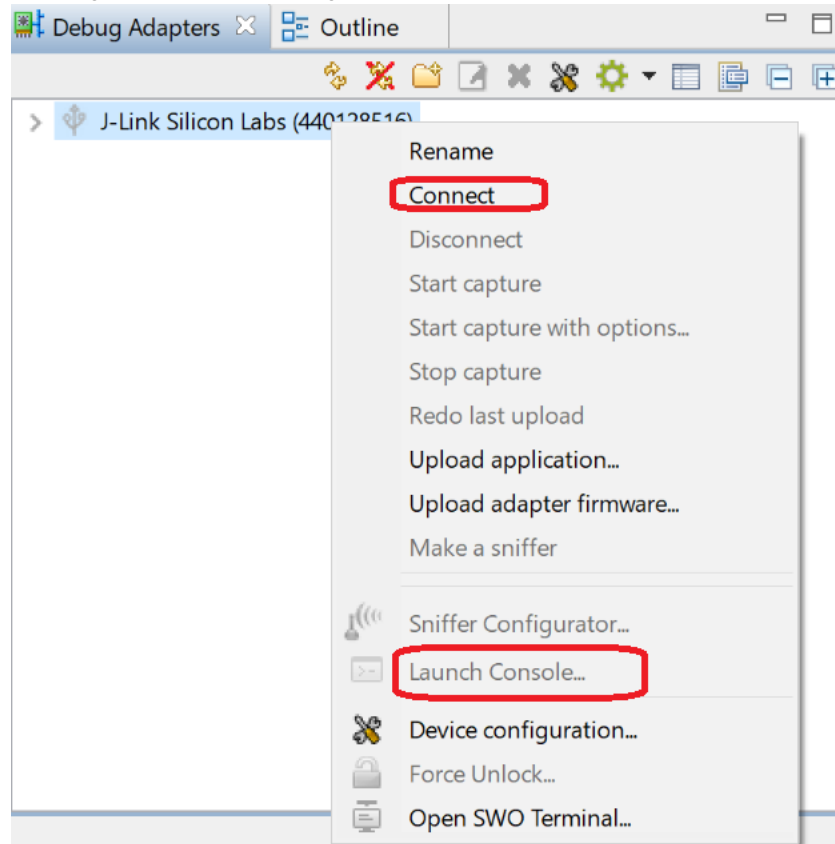 Debug Adapters
Outline
J-Link Silicon Labs (440128516)
Rename
Connect
Disconnect
Start capture
Start capture with options...
Stop capture
Redo last upload
Upload application...
Upload adapter firmware...
Make a sniffer
Sniffer Configurator...
Launch Console...
Device configuration...
Force Unlock...
Open SWO Terminal...